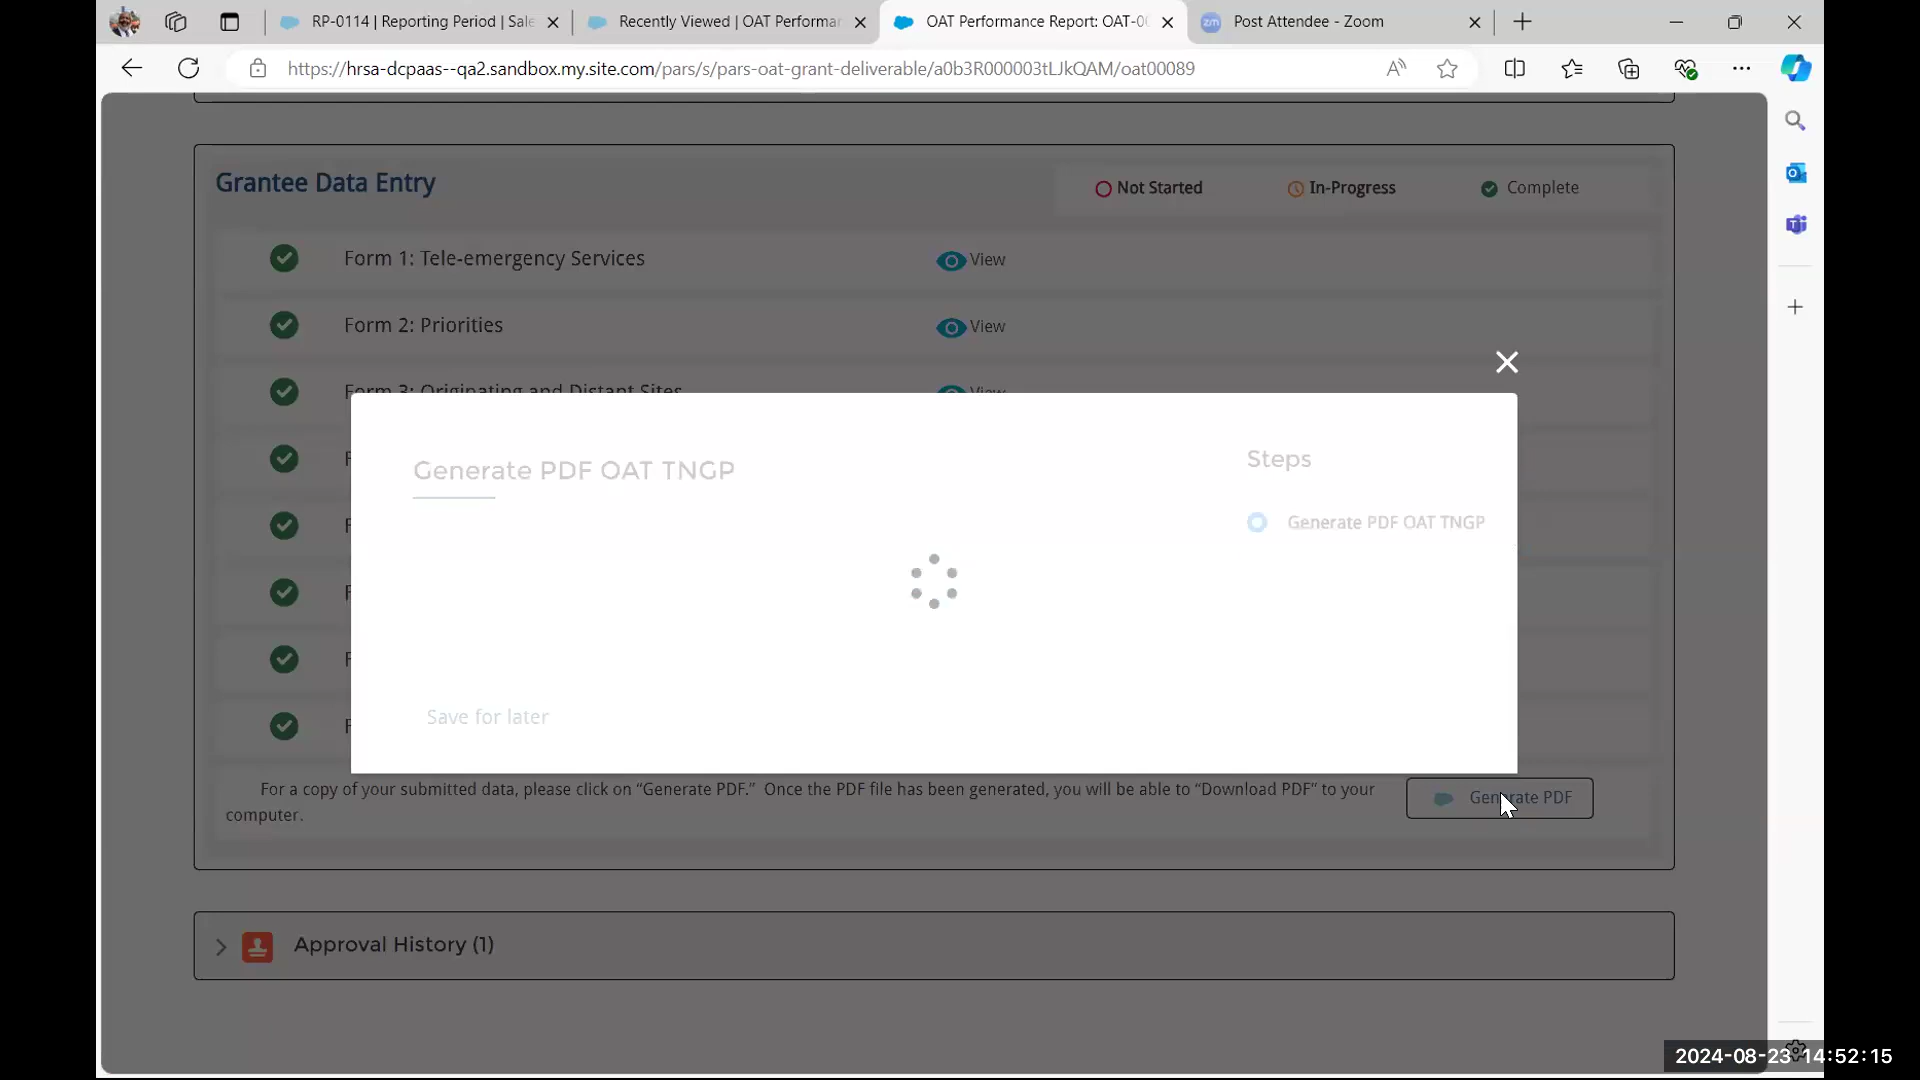 RP-0114 | Reporting Period | Sale
Recently Viewed | OAT Performar
OAT Performance Report: OAT-00
Post Attendee - Zoom
https://hrsa-dcpaas--qa2.sandbox.my.site.com/pars/s/pars-oat-grant-deliverable/a0b3R000003tLJkQAM/oat00089
Grantee Data Entry
Not Started
In-Progress
Complete
Form 1: Tele-emergency Services
View
Form 2: Priorities
View
Form 3: Originating and Distant Sites
View
Generate PDF OAT TNGP
Steps
Generate PDF OAT TNGP
Save for later
For a copy of your submitted data, please click on “Generate PDF.” Once the PDF file has been generated, you will be able to “Download PDF” to your
computer.
Generate PDF
Approval History (1)
2024-08-23 14:52:15